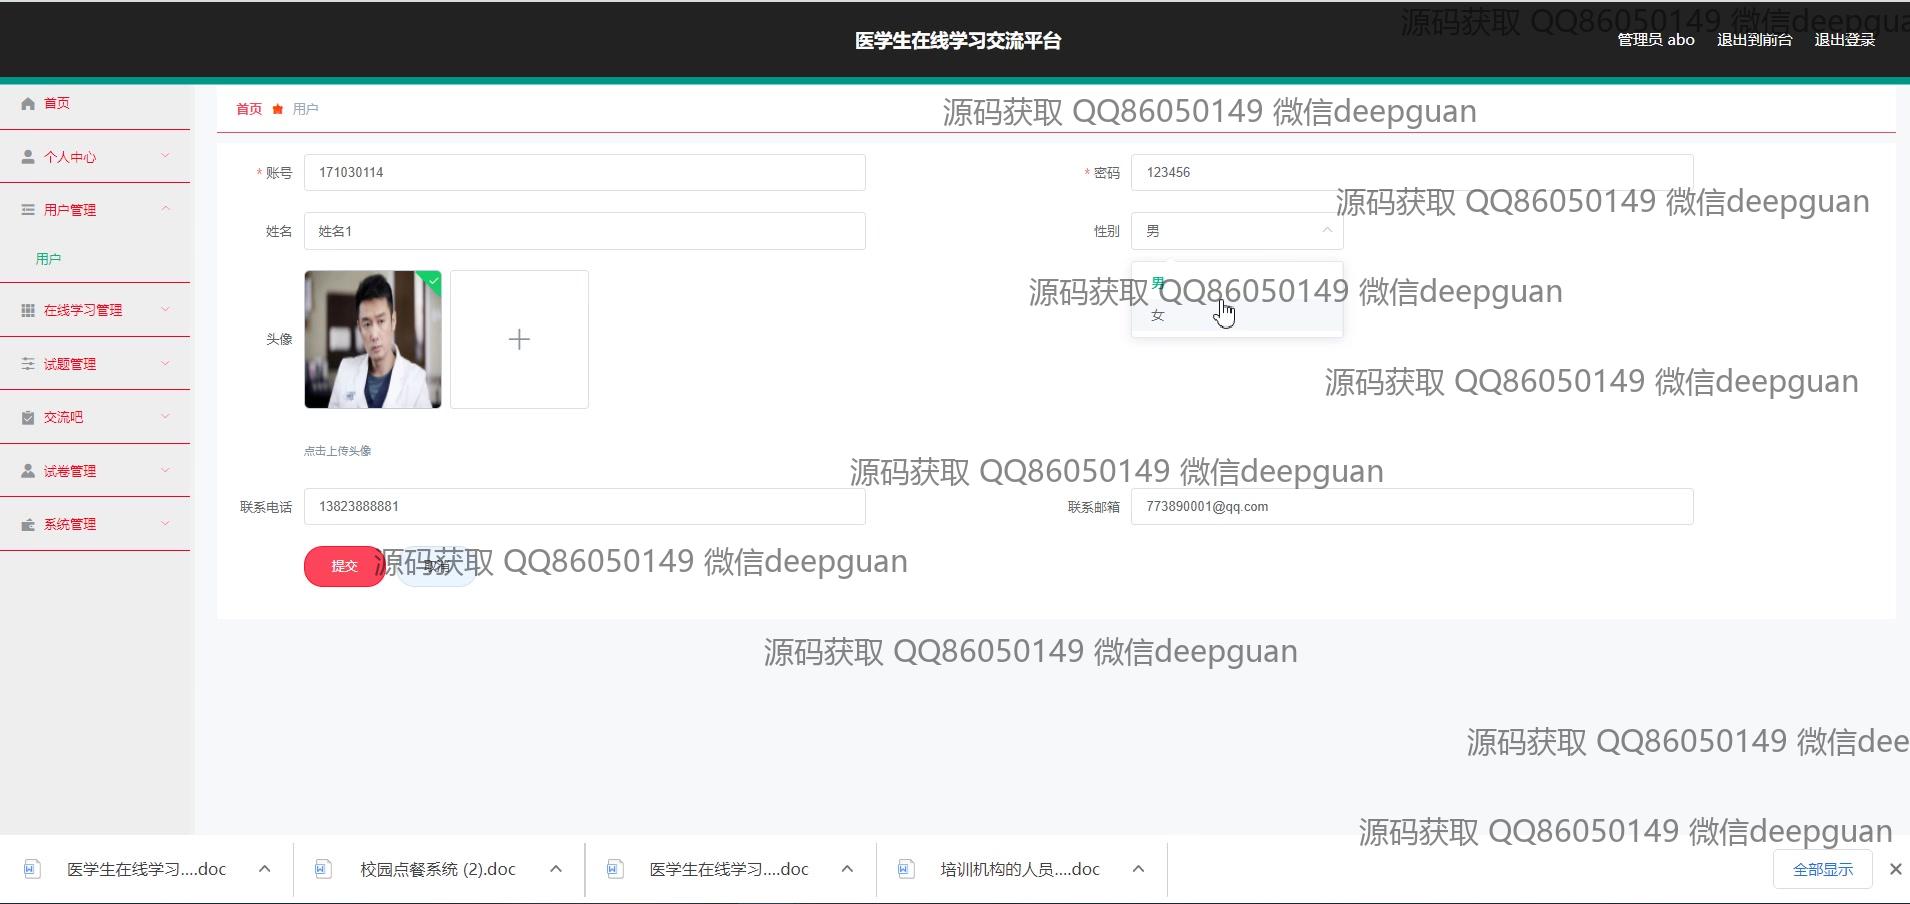 源码获取 QQ86050149 微信deepgua
医学生在线学习交流平台
管理员 abo 退出到前台 退出登录
首页
首页 用户
源码获取 QQ86050149 微信deepguan
个人中心
* 账号 171030114
* 密码 123456
源码获取 QQ86050149 微信deepguan
用户管理
姓名 姓名1
性别 男
用户
男
源码获取 QQ86050149 微信deepguan
女
在线学习管理
头像
试题管理
源码获取 QQ86050149 微信deepguan
交流吧
点击上传头像
试卷管理
源码获取 QQ86050149 微信deepguan
联系电话 13823888881
联系邮箱 773890001@qq.com
系统管理
提交 取消
源码获取 QQ86050149 微信deepguan
源码获取 QQ86050149 微信deepguan
源码获取 QQ86050149 微信dee
源码获取 QQ86050149 微信deepguan
医学生在线学习....doc 校园点餐系统 (2).doc 医学生在线学习....doc 培训机构的人员....doc 全部显示